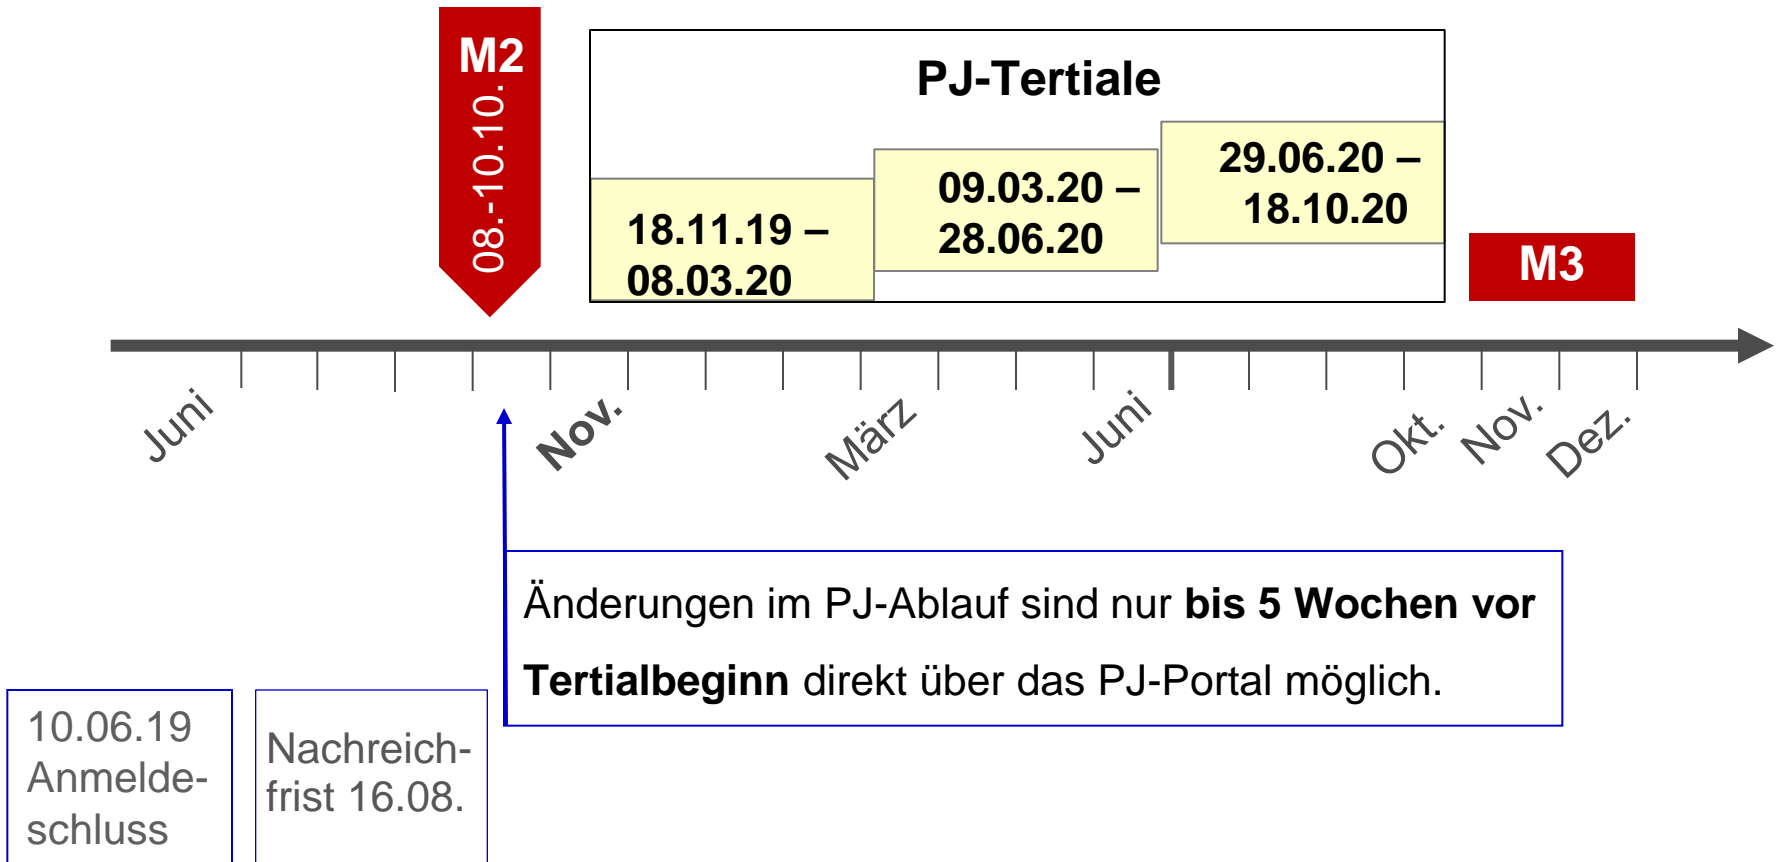 M2
08.-10.10.
PJ-Tertiale
18.11.19 –
08.03.20
09.03.20 –
28.06.20
29.06.20 –
18.10.20
M3
Juni
Nov.
März
Juni
Okt.
Nov.
Dez.
Änderungen im PJ-Ablauf sind nur bis 5 Wochen vor
Tertialbeginn direkt über das PJ-Portal möglich.
10.06.19
Anmelde-
schluss
Nachreich-
frist 16.08.